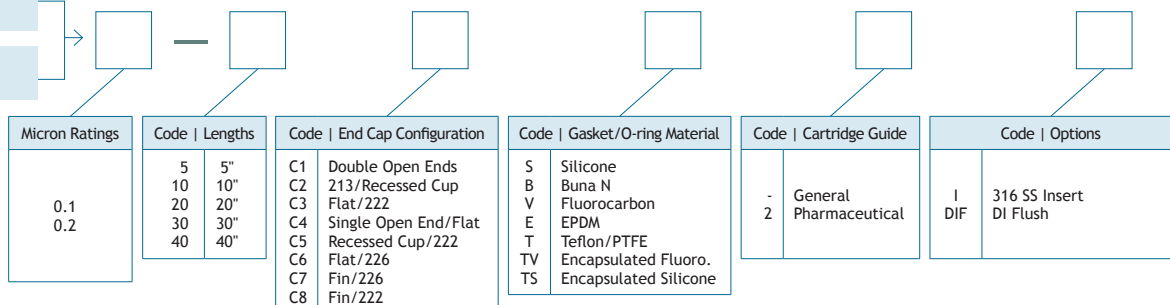 Micron Ratings
0.1
0.2
Code | Lengths
5 5"
10 10"
20 20"
30 30"
40 40"
Code | End Cap Configuration
C1 Double Open Ends
C2 213/Recessed Cup
C3 Flat/222
C4 Single Open End/Flat
C5 Recessed Cup/222
C6 Flat/226
C7 Fin/226
C8 Fin/222
Code | Gasket/O-ring Material
S Silicone
B Buna N
V Fluorocarbon
E EPDM
T Teflon/PTFE
TV Encapsulated Fluoro.
TS Encapsulated Silicone
Code | Cartridge Guide
- General
2 Pharmaceutical
Code | Options
I 316 SS Insert
DIF DI Flush